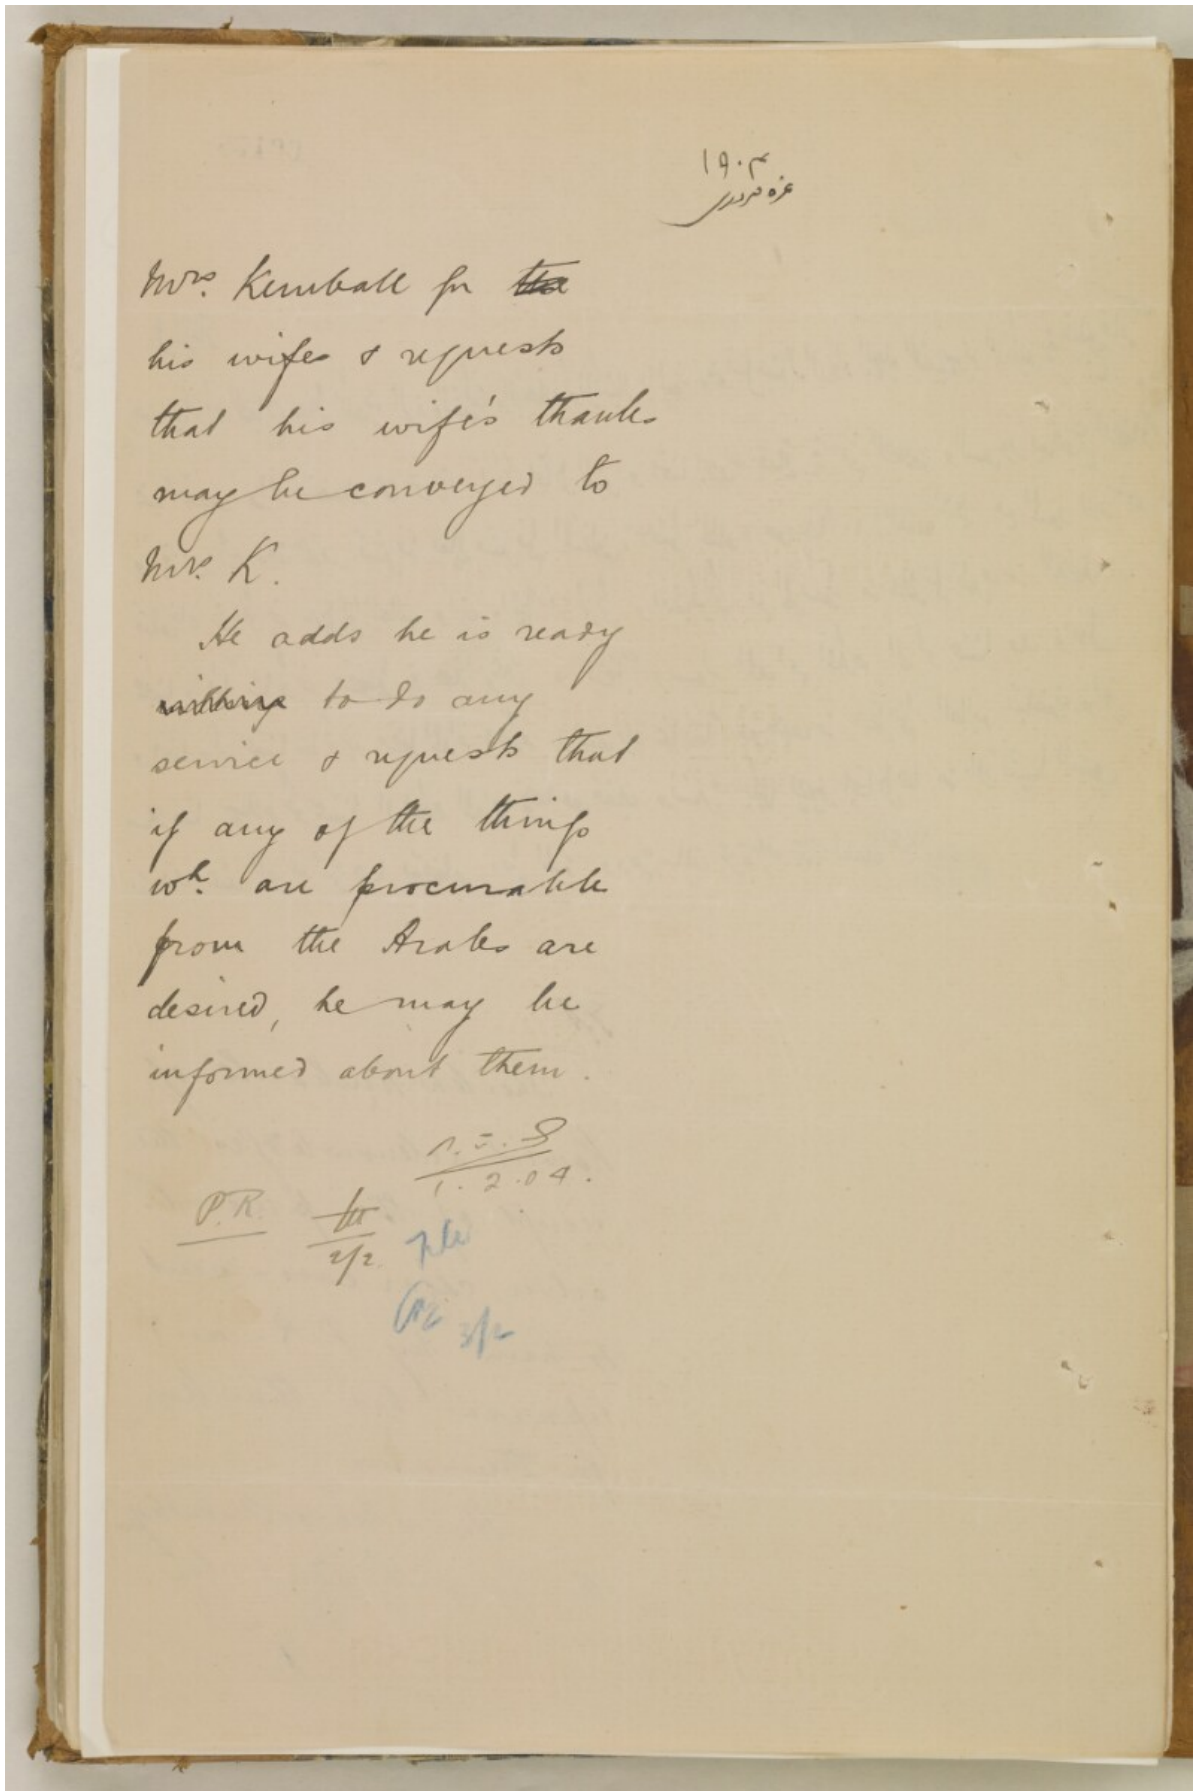 ١٩٠٤
غره فروری
Mrs. Kemball for the
his wife & requests
that his wife's thanks
may be conveyed to
Mrs. K.
He adds he is ready
willing to do any
service & requests that
if any of the things
wh. are procurable
from the Arabs are
desired, he may be
informed about them.
1.2.04.
P.R.
2/2
3/2